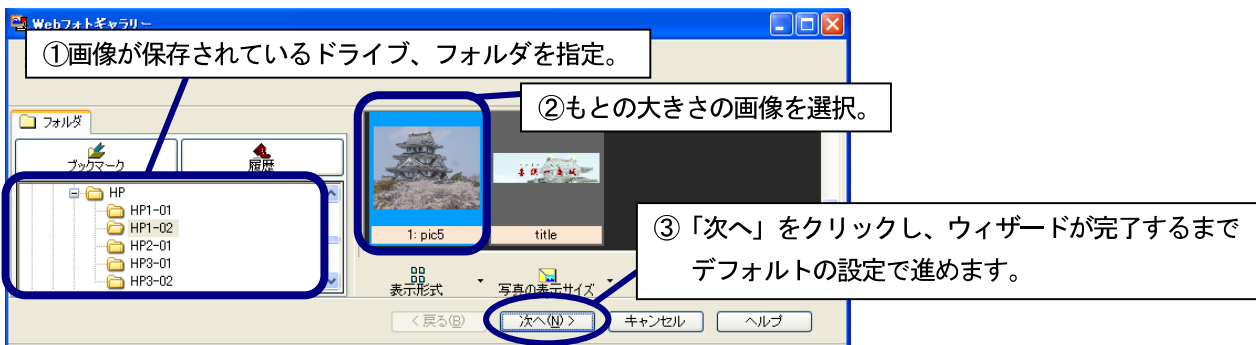 Webフォトギャラリー
①画像が保存されているドライブ、フォルダを指定。
②もとの大きさの画像を選択。
フォルダ
ブックマーク
履歴
HP
HP1-01
HP1-02
HP2-01
HP3-01
HP3-02
1: pic5
title
③「次へ」をクリックし、ウィザードが完了するまで
デフォルトの設定で進めます。
表示形式
写真の表示サイズ
<戻る(B)
次へ(N)>
キャンセル
ヘルプ